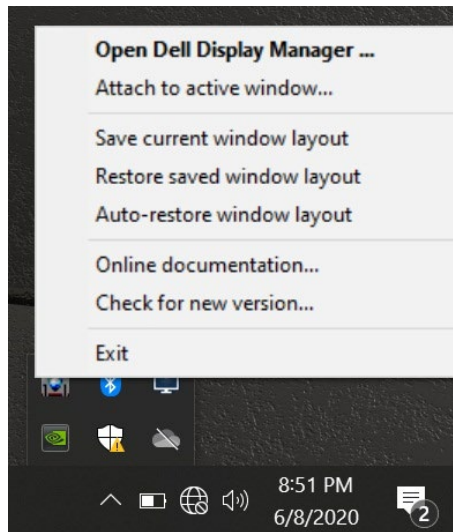 Open Dell Display Manager ...
Attach to active window...
Save current window layout
Restore saved window layout
Auto-restore window layout
Online documentation...
Check for new version...
Exit
8:51 PM
6/8/2020
2